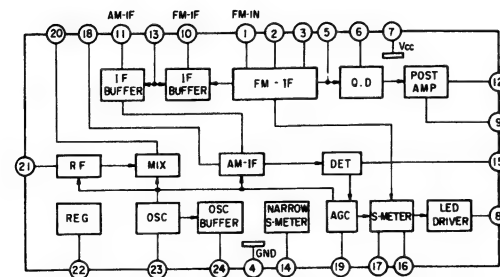 AM-IF FM-IF FM-IN
20 18 11 13 10 1 2 3 5 6 7
Vcc
IF BUFFER
IF BUFFER
FM-IF
Q.D
POST AMP
12
9
21
RF
MIX
AM-IF
DET
15
REG
OSC
OSC BUFFER
NARROW S-METER
AGC
S-METER
LED DRIVER
8
GND
22 23 24 4 14 19 17 16